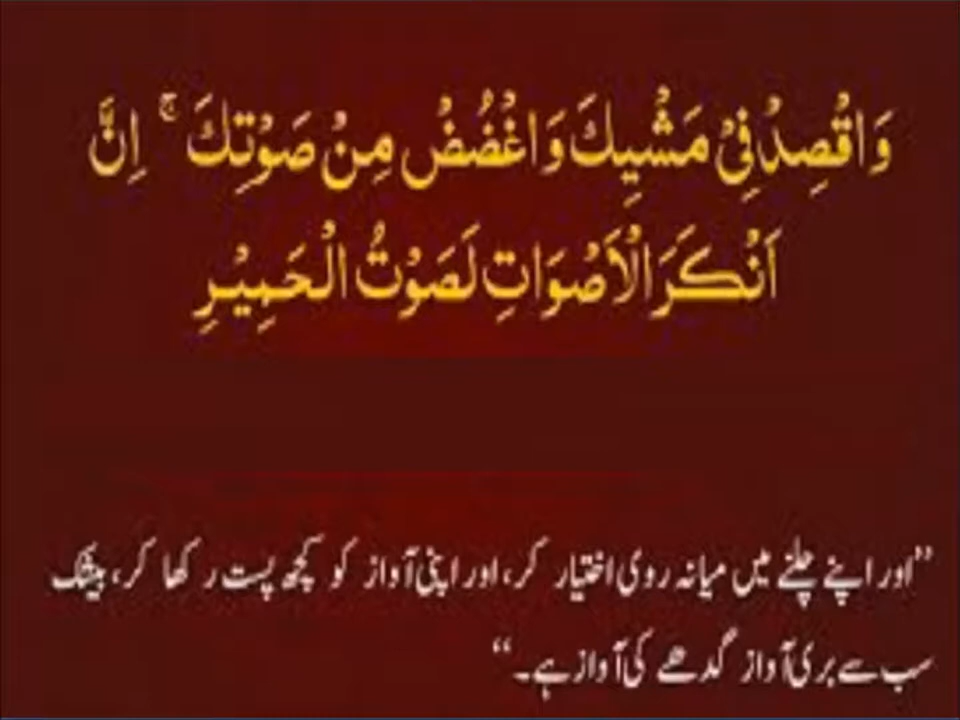 وَاقْصِدْ فِيْ مَشْيِكَ وَاغْضُضْ مِنْ صَوْتِكَ ۚ اِنَّ
اَنْكَرَ الْاَصْوَاتِ لَصَوْتُ الْحَمِيْرِ
”اور اپنے چلنے میں میانہ روی اختیار کر، اور اپنی آواز کو کچھ پست رکھا کر، بیشک
سب سے بری آواز گدھے کی آواز ہے۔“